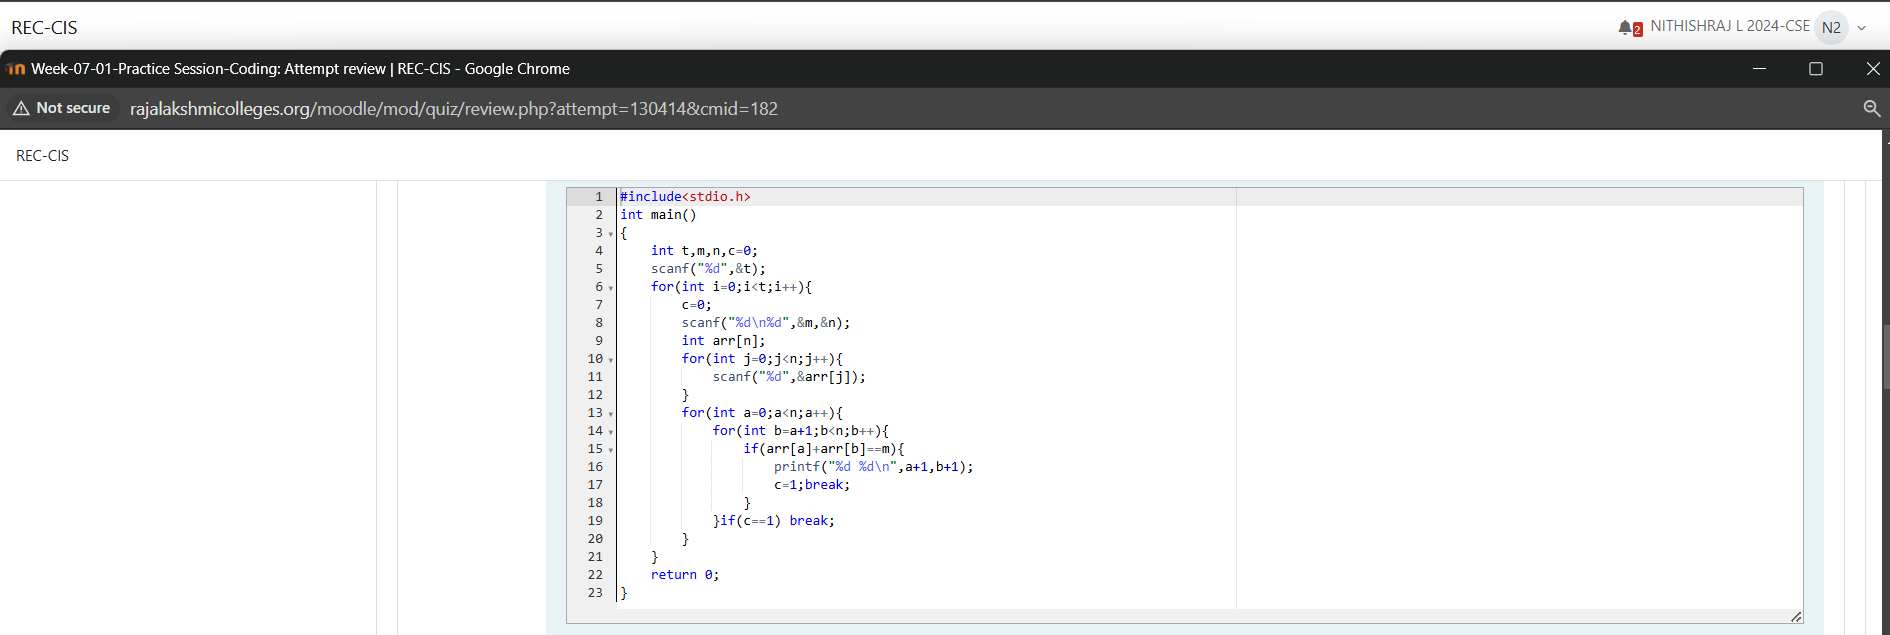 REC-CIS
2 NITHISHRAJ L 2024-CSE N2
Week-07-01-Practice Session-Coding: Attempt review | REC-CIS - Google Chrome
Not secure rajalakshmicolleges.org/moodle/mod/quiz/review.php?attempt=130414&cmid=182
REC-CIS
1 #include<stdio.h>
2 int main()
3 {
4     int t,m,n,c=0;
5     scanf("%d",&t);
6     for(int i=0;i<t;i++){
7         c=0;
8         scanf("%d\n%d",&m,&n);
9         int arr[n];
10         for(int j=0;j<n;j++){
11             scanf("%d",&arr[j]);
12         }
13         for(int a=0;a<n;a++){
14             for(int b=a+1;b<n;b++){
15                 if(arr[a]+arr[b]==m){
16                     printf("%d %d\n",a+1,b+1);
17                     c=1;break;
18                 }
19             }if(c==1) break;
20         }
21     }
22     return 0;
23 }